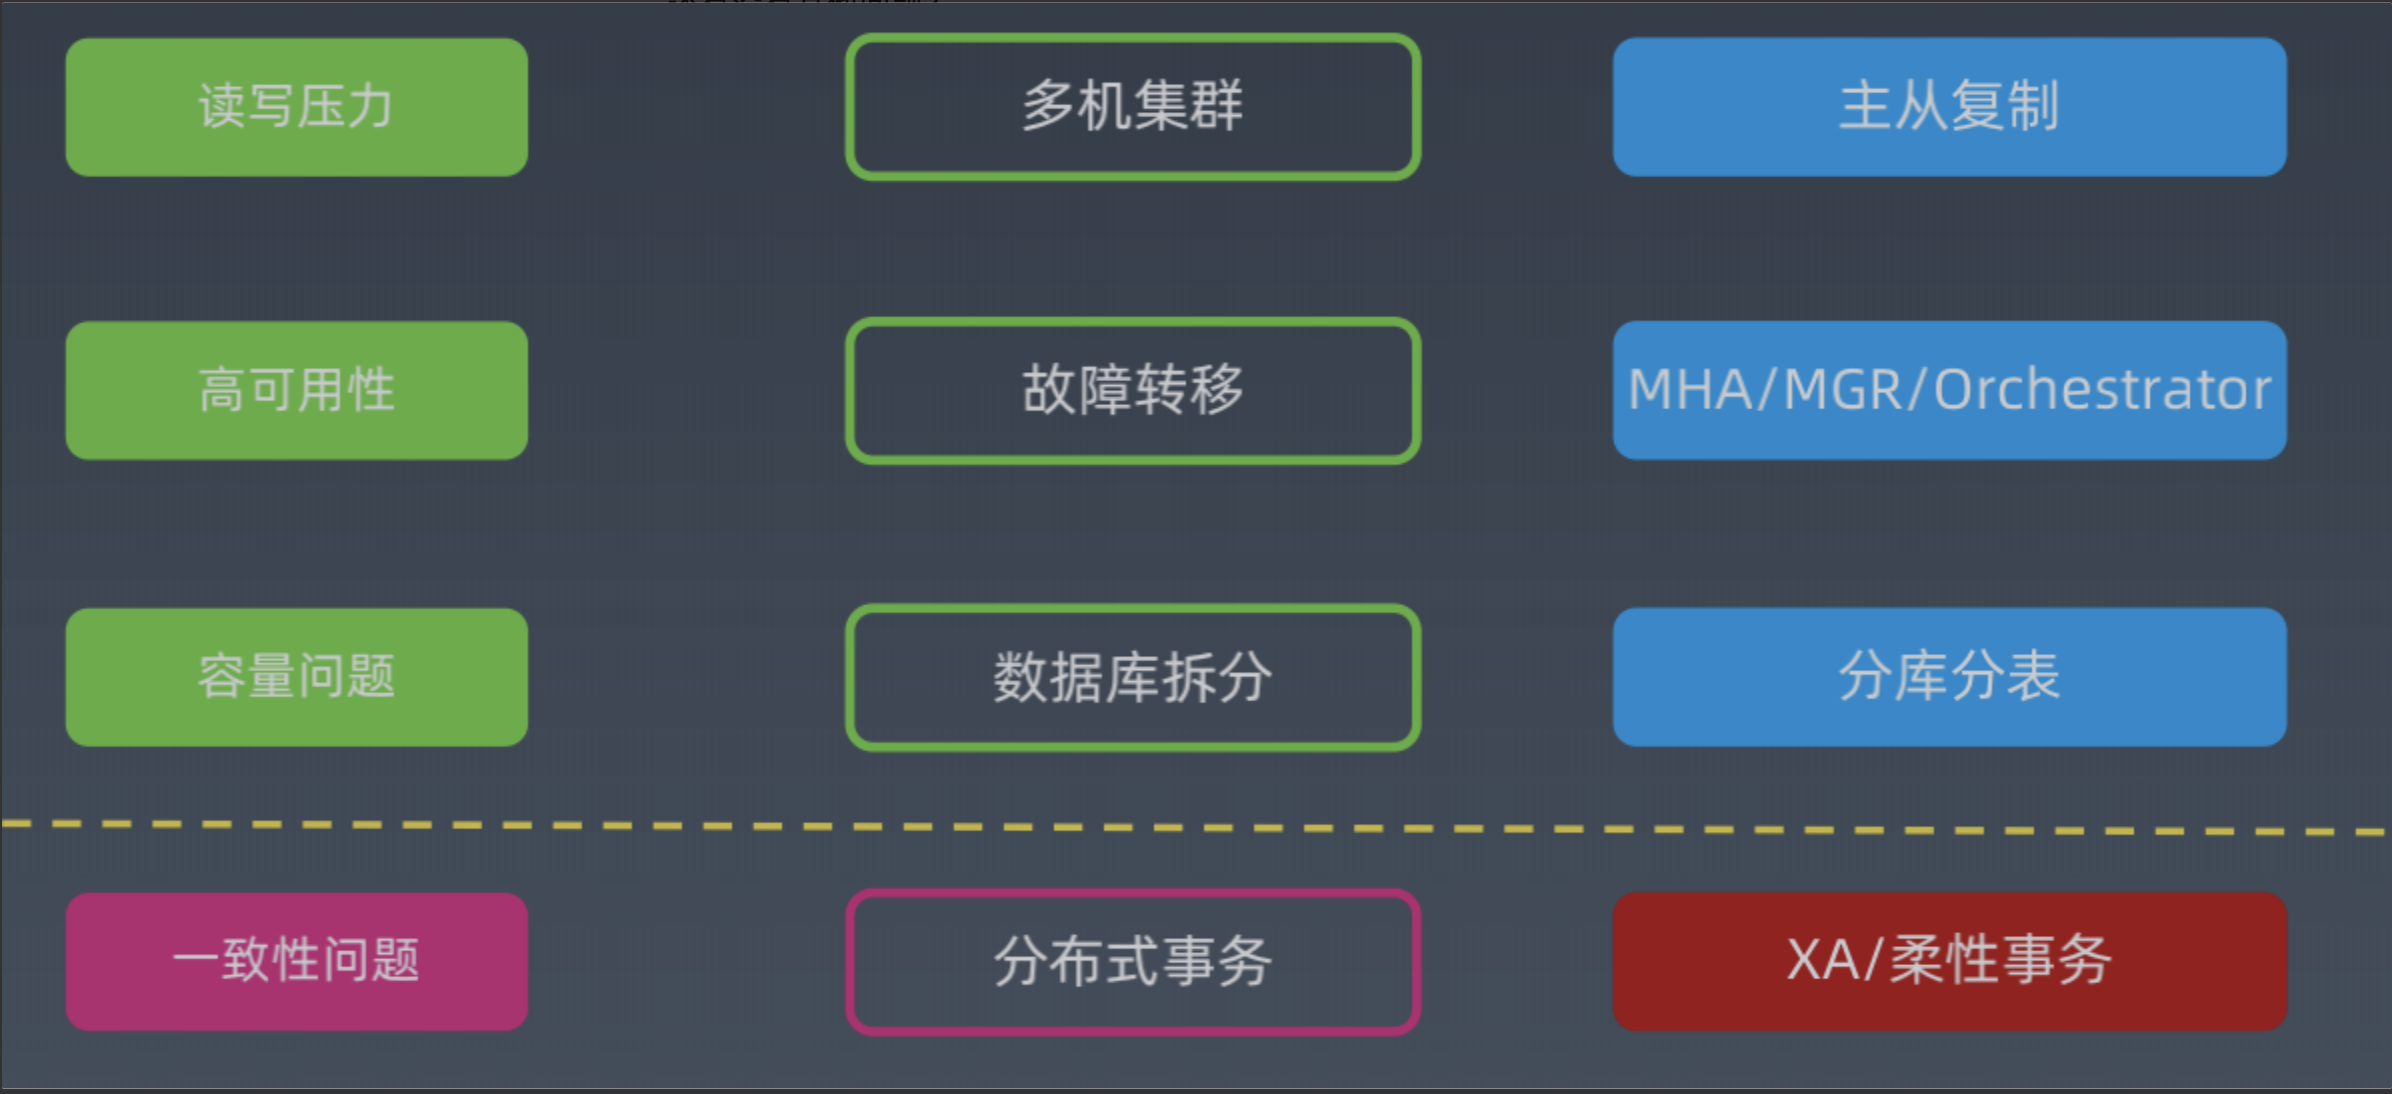 读写压力
多机集群
主从复制
高可用性
故障转移
MHA/MGR/Orchestrator
容量问题
数据库拆分
分库分表
一致性问题
分布式事务
XA/柔性事务